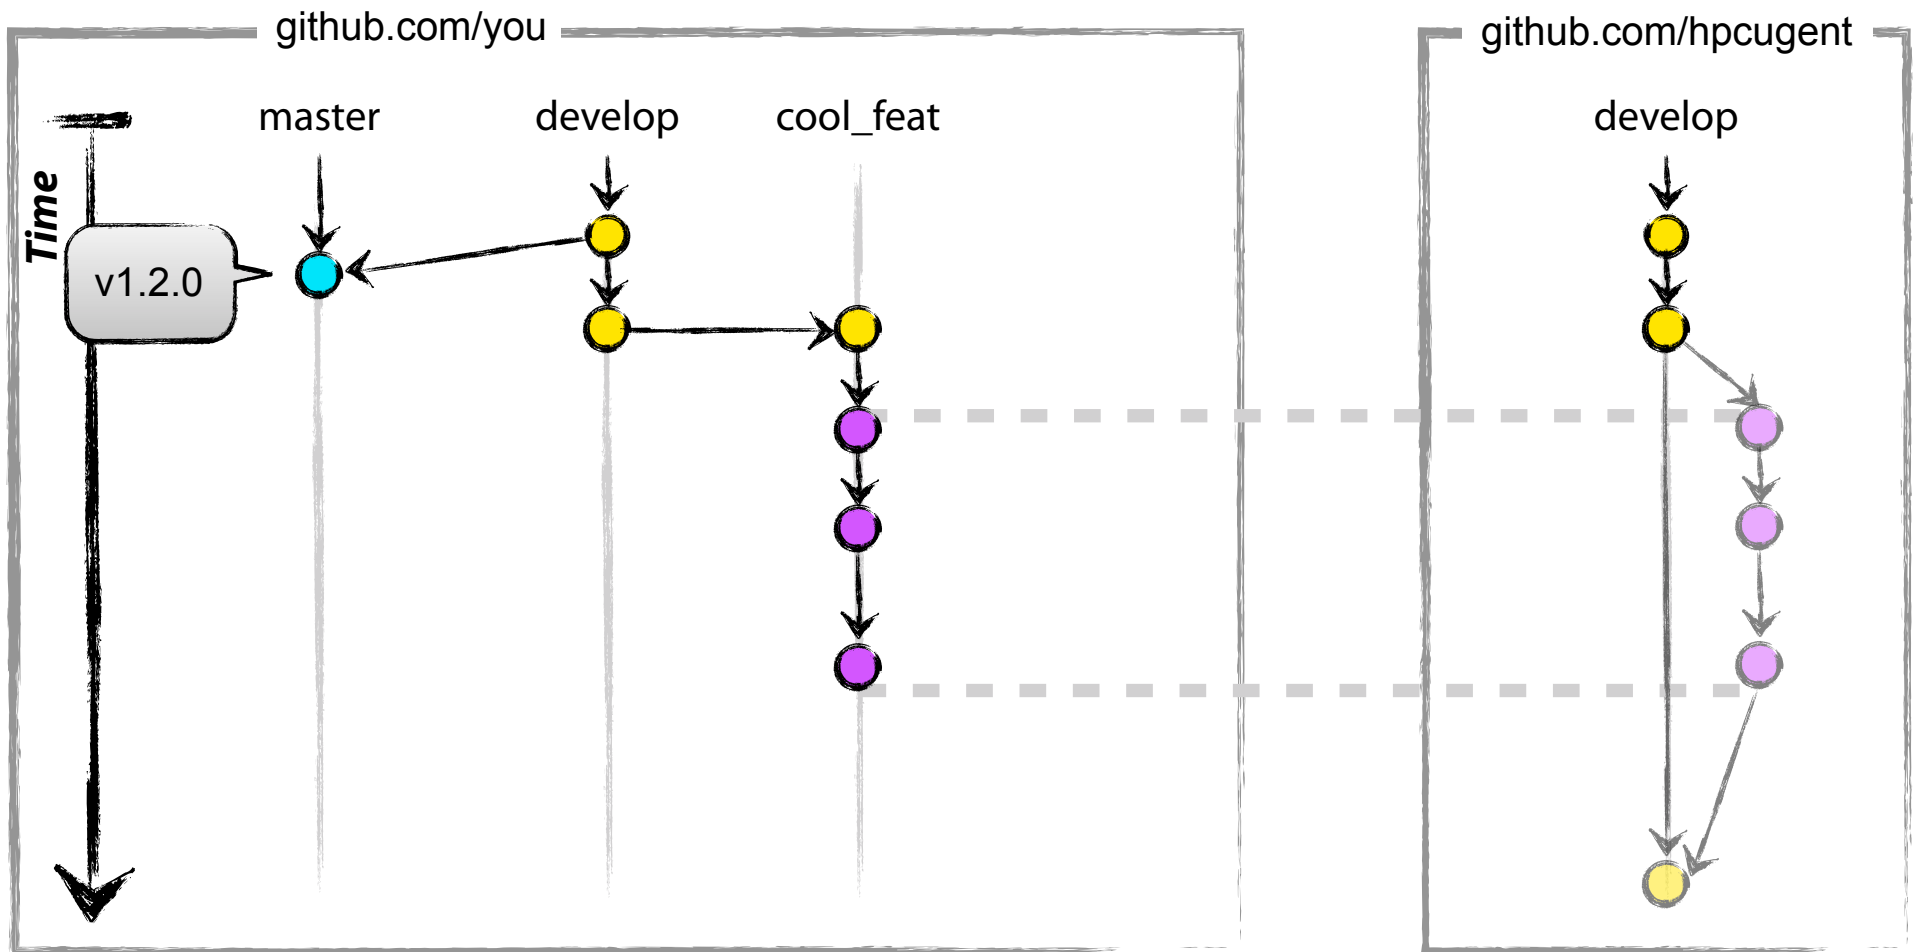 github.com/you
github.com/hpcugent
master
develop
cool_feat
develop
Time
v1.2.0